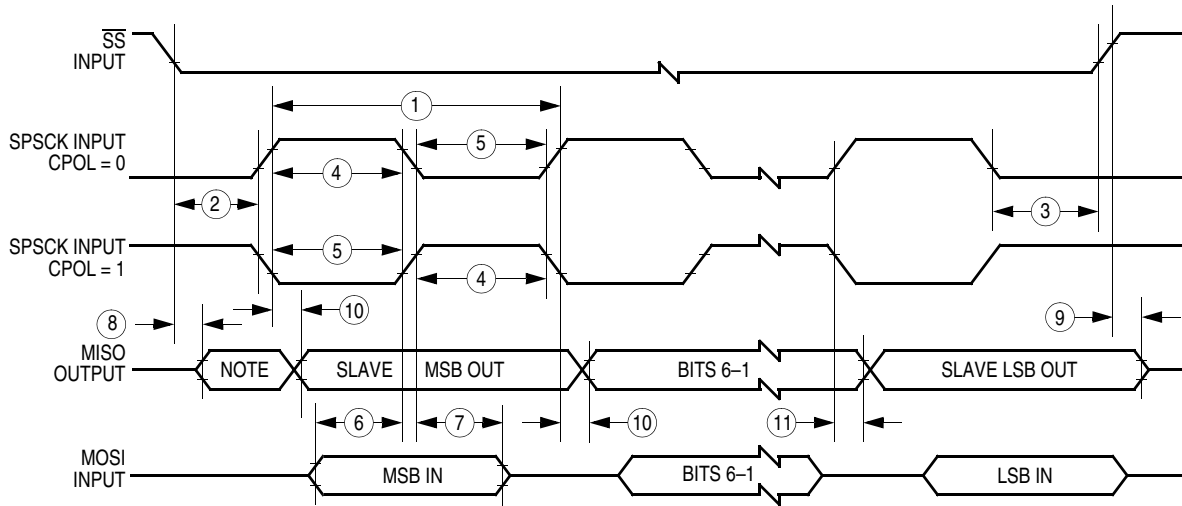 SS
INPUT
1
SPSCK INPUT
CPOL = 0
5
4
2
3
SPSCK INPUT
CPOL = 1
5
4
8
10
9
MISO
OUTPUT
NOTE
SLAVE
MSB OUT
BITS 6–1
SLAVE LSB OUT
6
7
10
11
MOSI
INPUT
MSB IN
BITS 6–1
LSB IN